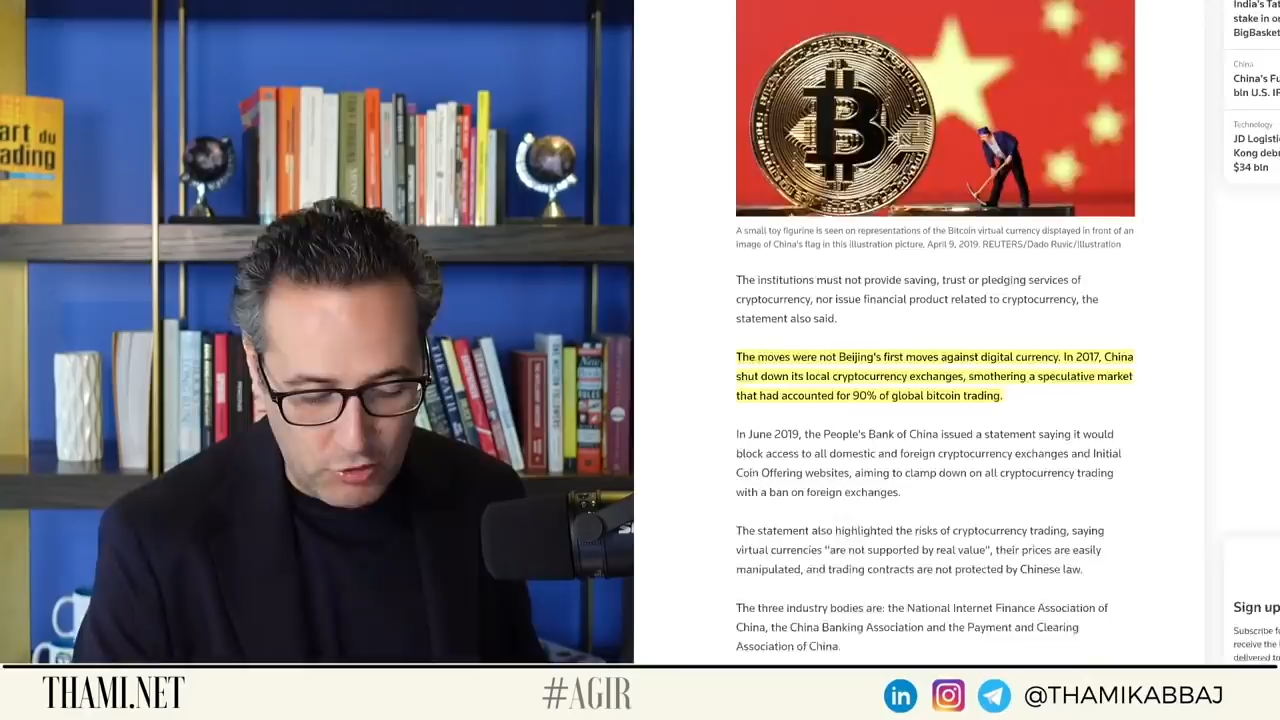 art du
ading
A small toy figurine is seen on representations of the Bitcoin virtual currency displayed in front of an
image of China's flag in this illustration picture, April 9, 2019. REUTERS/Dado Ruvic/Illustration
The institutions must not provide saving, trust or pledging services of
cryptocurrency, nor issue financial product related to cryptocurrency, the
statement also said.
The moves were not Beijing's first moves against digital currency. In 2017, China
shut down its local cryptocurrency exchanges, smothering a speculative market
that had accounted for 90% of global bitcoin trading.
In June 2019, the People's Bank of China issued a statement saying it would
block access to all domestic and foreign cryptocurrency exchanges and Initial
Coin Offering websites, aiming to clamp down on all cryptocurrency trading
with a ban on foreign exchanges.
The statement also highlighted the risks of cryptocurrency trading, saying
virtual currencies "are not supported by real value", their prices are easily
manipulated, and trading contracts are not protected by Chinese law.
The three industry bodies are: the National Internet Finance Association of
China, the China Banking Association and the Payment and Clearing
Association of China.
India's Tat
stake in o
BigBasket
China
China's Fu
bln U.S. IP
Technology
JD Logisti
Kong deb
$34 bln
Sign up
Subscribe fo
receive the
delivered to
THAMI.NET
#AGIR
in
@THAMIKABBAJ